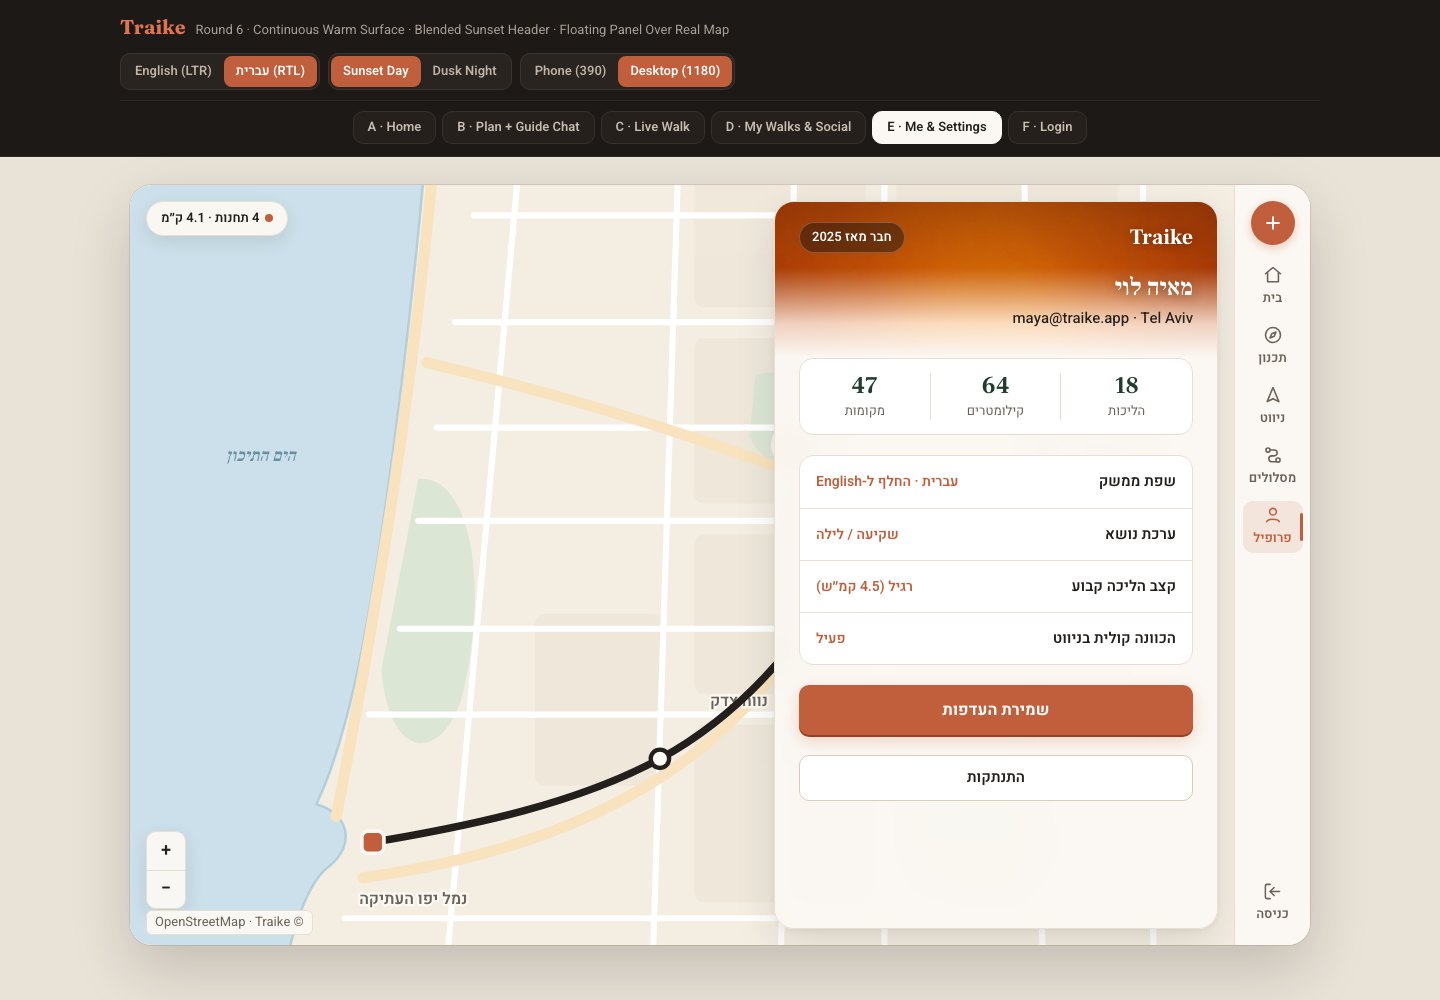 Traike Round 6 · Continuous Warm Surface · Blended Sunset Header · Floating Panel Over Real Map
English (LTR) עברית (RTL) Sunset Day Dusk Night Phone (390) Desktop (1180)
A · Home B · Plan + Guide Chat C · Live Walk D · My Walks & Social E · Me & Settings F · Login
+
בית
תכנון
ניווט
מסלולים
פרופיל
כניסה
Traike
חבר מאז 2025
מאיה לוי
maya@traike.app · Tel Aviv
18 64 47
הליכות קילומטרים מקומות
שפת ממשק עברית · החלף ל-English
ערכת נושא שקיעה / לילה
קצב הליכה קבוע רגיל (4.5 קמ״ש)
הכוונה קולית בניווט פעיל
שמירת העדפות
התנתקות
4 תחנות · 4.1 ק״מ
הים התיכון
נווה צדק
נמל יפו העתיקה
+
−
OpenStreetMap · Traike ©